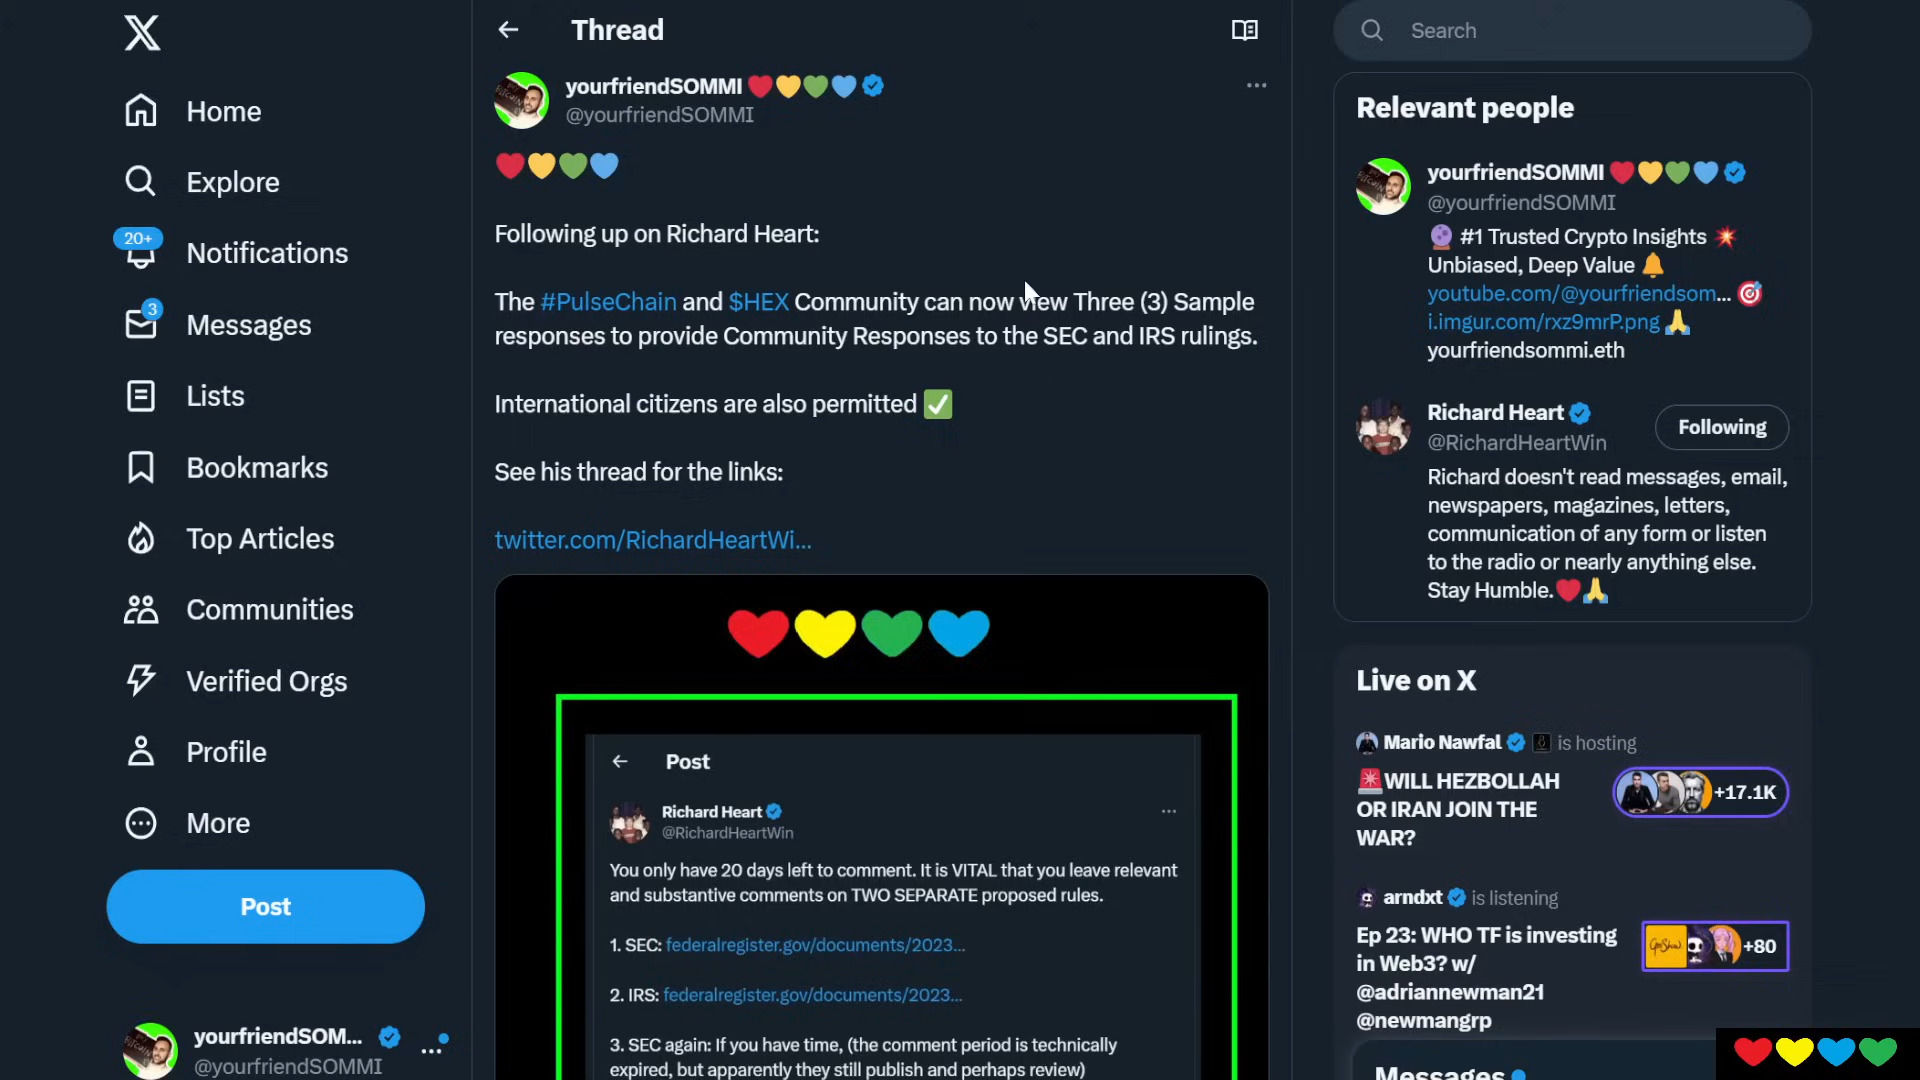 Home
Explore
20+
Notifications
3
Messages
Lists
Bookmarks
Top Articles
Communities
Verified Orgs
Profile
More
Post
yourfriendSOM...
@yourfriendSOMMI
Thread
yourfriendSOMMI ❤️💛💚💙
@yourfriendSOMMI
❤️💛💚💙
Following up on Richard Heart:
The #PulseChain and $HEX Community can now view Three (3) Sample
responses to provide Community Responses to the SEC and IRS rulings.
International citizens are also permitted ✅
See his thread for the links:
twitter.com/RichardHeartWi...
Post
Richard Heart
@RichardHeartWin
You only have 20 days left to comment. It is VITAL that you leave relevant
and substantive comments on TWO SEPARATE proposed rules.
1. SEC: federalregister.gov/documents/2023...
2. IRS: federalregister.gov/documents/2023...
3. SEC again: If you have time, (the comment period is technically
expired, but apparently they still publish and perhaps review)
Search
Relevant people
yourfriendSOMMI ❤️💛💚💙
@yourfriendSOMMI
🔮 #1 Trusted Crypto Insights 💥
Unbiased, Deep Value 🔔
youtube.com/@yourfriendsom... 🎯
i.imgur.com/rxz9mrP.png 🙏
yourfriendsommi.eth
Richard Heart
@RichardHeartWin
Following
Richard doesn't read messages, email,
newspapers, magazines, letters,
communication of any form or listen
to the radio or nearly anything else.
Stay Humble.❤️🙏
Live on X
Mario Nawfal is hosting
🚨WILL HEZBOLLAH
OR IRAN JOIN THE
WAR?
+17.1K
arndxt is listening
Ep 23: WHO TF is investing
in Web3? w/
@adriannewman21
@newmangrp
+80
Messages